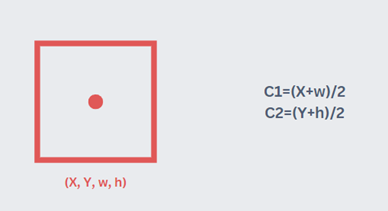 C1=(X+w)/2
C2=(Y+h)/2
(X, Y, w, h)